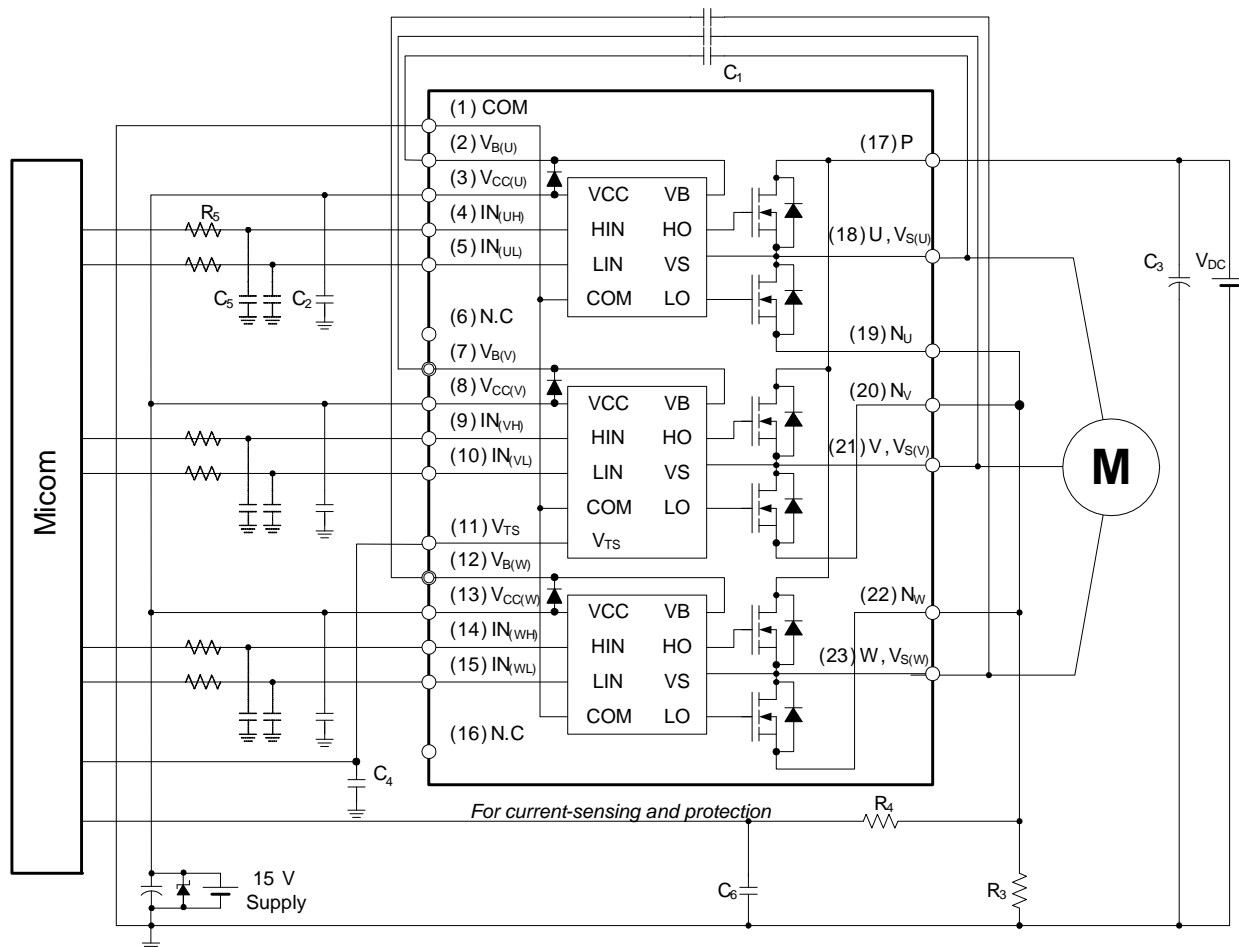 C1
(1) COM
(2) VB(U)
(3) VCC(U)
(4) IN(UH)
(5) IN(UL)
(6) N.C
(7) VB(V)
(8) VCC(V)
(9) IN(VH)
(10) IN(VL)
(11) VTS
(12) VB(W)
(13) VCC(W)
(14) IN(WH)
(15) IN(WL)
(16) N.C
VCC VB
HIN HO
LIN VS
COM LO
VCC VB
HIN HO
LIN VS
COM LO
VTS
VCC VB
HIN HO
LIN VS
COM LO
(17) P
(18) U, VS(U)
(19) NU
(20) NV
(21) V, VS(V)
(22) NW
(23) W, VS(W)
Micom
R5
C5
C2
C4
C3
VDC
M
For current-sensing and protection
R4
C6
R3
15 V
Supply